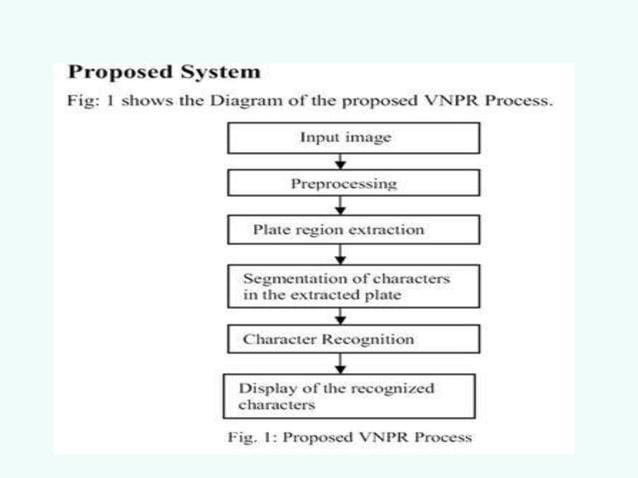 Proposed System
Fig: 1 shows the Diagram of the proposed VNPR Process.
Input image
Preprocessing
Plate region extraction
Segmentation of characters
in the extracted plate
Character Recognition
Display of the recognized
characters
Fig. 1: Proposed VNPR Process